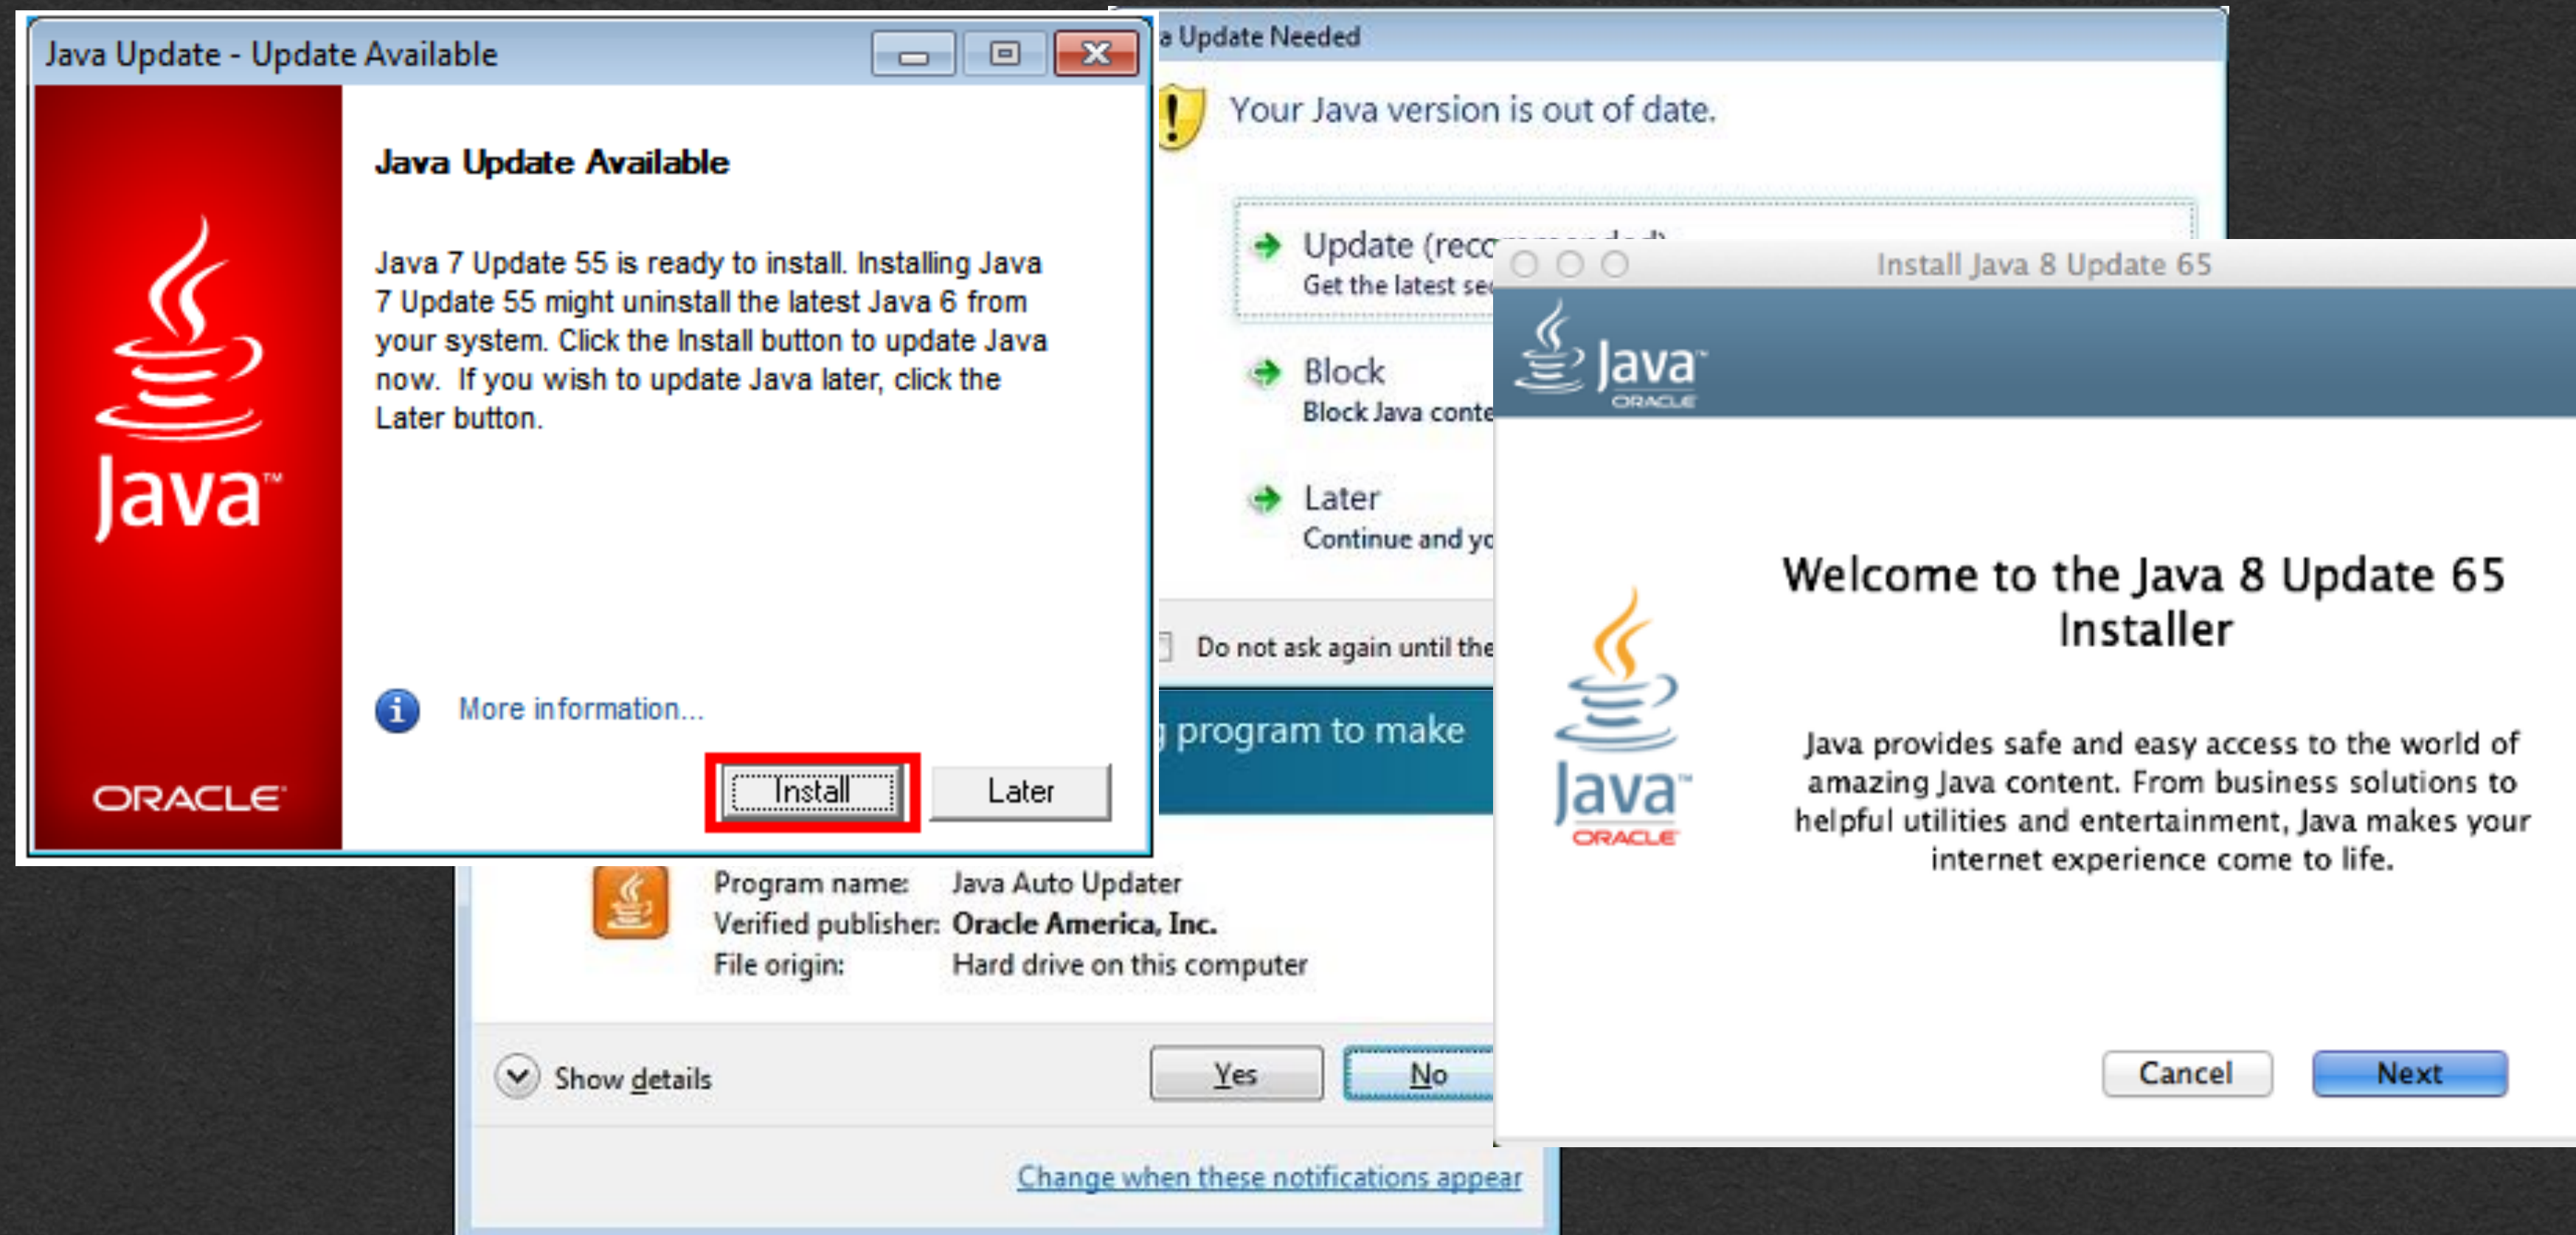 Java Update - Update Available
Java Update Available
Java 7 Update 55 is ready to install. Installing Java
7 Update 55 might uninstall the latest Java 6 from
your system. Click the Install button to update Java
now. If you wish to update Java later, click the
Later button.
Java™
ORACLE
More information...
Install
Later
a Update Needed
Your Java version is out of date.
Update
Get the latest
Block
Block Java
Later
Continue and
Do not ask again until the
program to make
Program name: Java Auto Updater
Verified publisher: Oracle America, Inc.
File origin: Hard drive on this computer
Show details
Yes
No
Change when these notifications appear
Install Java 8 Update 65
Java™
ORACLE
Welcome to the Java 8 Update 65
Installer
Java™
ORACLE
Java provides safe and easy access to the world of
amazing Java content. From business solutions to
helpful utilities and entertainment, Java makes your
internet experience come to life.
Cancel
Next